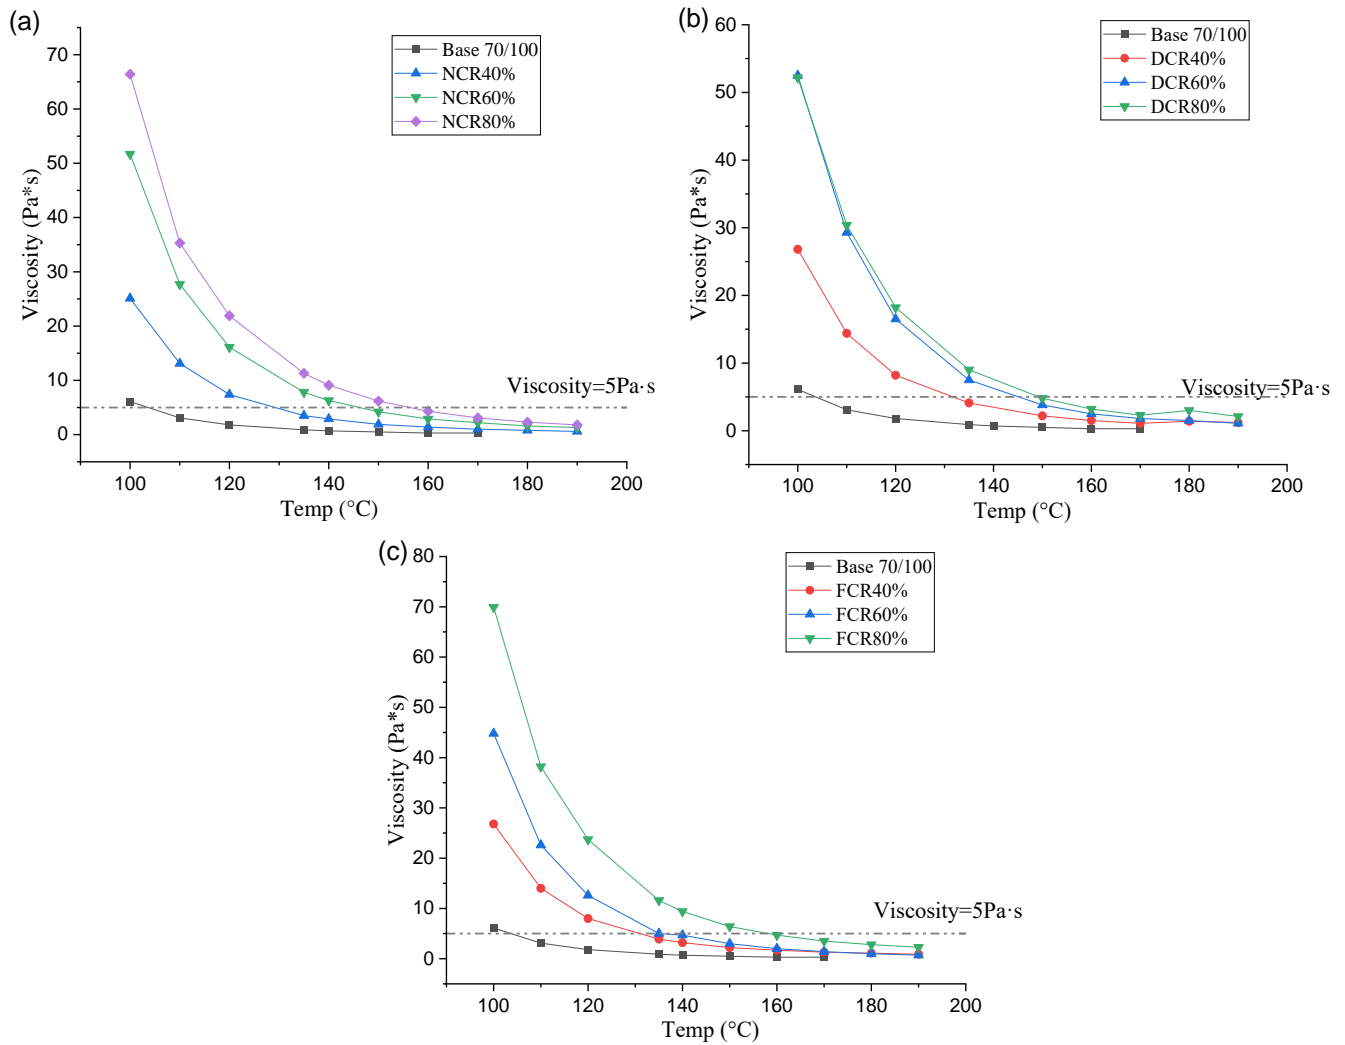 (a)
Base 70/100
NCR40%
NCR60%
NCR80%
70
60
50
40
30
20
10
0
Viscosity (Pa*s)
Viscosity=5Pa·s
100
120
140
160
180
200
Temp (°C)
(b)
Base 70/100
DCR40%
DCR60%
DCR80%
60
50
40
30
20
10
0
Viscosity (Pa*s)
Viscosity=5Pa·s
100
120
140
160
180
200
Temp (°C)
(c)
Base 70/100
FCR40%
FCR60%
FCR80%
80
70
60
50
40
30
20
10
0
Viscosity (Pa*s)
Viscosity=5Pa·s
100
120
140
160
180
200
Temp (°C)